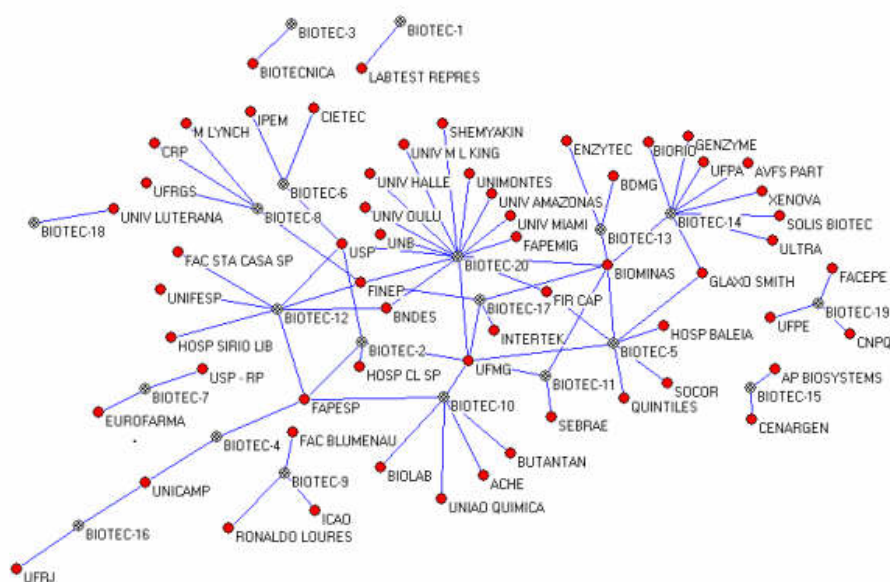 BIOTEC-3
BIOTEC-1
BIOTECNICA
LABTEST REPRES
M LYNCH
IPEM
CIETEC
SHEMYAKIN
CRP
UNIV M L KING
ENZYTEC
BIORIO
GENZYME
UFRGS
BIOTEC-6
UNIV HALLE
UNIMONTES
BDMG
UFPA
AVFS PART
UNIV LUTERANA
BIOTEC-8
UNIV OULU
UNIV AMAZONAS
XENOVA
BIOTEC-18
UNIV MIAMI
BIOTEC-14
SOLIS BIOTEC
USP
UNB
FAPEMIG
BIOTEC-13
ULTRA
FAC STA CASA SP
BIOTEC-20
BIOMINAS
GLAXO SMITH
FACEPE
UNIFESP
FINEP
FIR CAP
BIOTEC-17
BIOTEC-19
BIOTEC-12
BNDES
UFPE
CNPQ
HOSP SIRIO LIB
INTERTEK
HOSP BALEIA
BIOTEC-2
BIOTEC-5
HOSP CL SP
UFMG
USP - RP
BIOTEC-11
SOCOR
AP BIOSYSTEMS
BIOTEC-7
QUINTILES
BIOTEC-15
EUROFARMA
FAPESP
BIOTEC-10
SEBRAE
CENARGEN
BIOTEC-4
FAC BLUMENAU
BUTANTAN
BIOLAB
ACHE
UNICAMP
BIOTEC-9
UNIAO QUIMICA
ICAO
BIOTEC-16
RONALDO LOURES
UFRJ